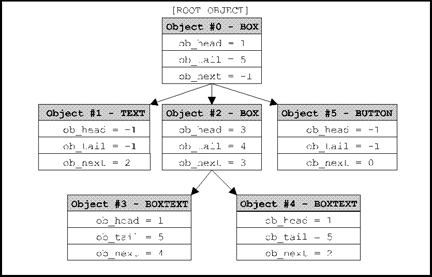 [ROOT OBJECT]
Object #0 - BOX
ob_head = 1
ob_tail = 5
ob_next = -1
Object #1 - TEXT
ob_head = -1
ob_tail = -1
ob_next = 2
Object #2 - BOX
ob_head = 3
ob_tail = 4
ob_next = 3
Object #5 - BUTTON
ob_head = -1
ob_tail = -1
ob_next = 0
Object #3 - BOXTEXT
ob_head = 1
ob_tail = 5
ob_next = 4
Object #4 - BOXTEXT
ob_head = 1
ob_tail = 5
ob_next = 2